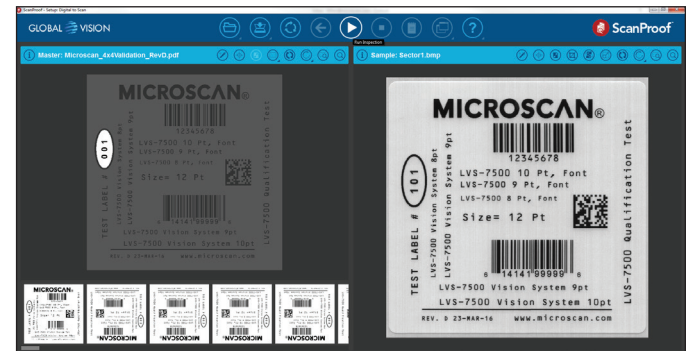 ScanProof - Setup: Digital to Scan
GLOBAL VISION
Run Inspection
ScanProof
Master: Microscan_4x4Validation_RevD.pdf
MICROSCAN®
12345678
LVS-7500 10 Pt, Font
LVS-7500 9 Pt, Font
LVS-7500 8 Pt, Font
Size= 12 Pt
TEST LABEL # 001
LVS-7500 Vision System 8pt
LVS-7500 Vision System 9pt
LVS-7500 Qualification Test
6 14141 99999 6
LVS-7500 Vision System 9pt
LVS-7500 Vision System 10pt
REV. D 23-MAR-16 www.microscan.com
MICROSCAN.
Sample: Sector1.bmp
MICROSCAN®
12345678
LVS-7500 10 Pt, Font
LVS-7500 9 Pt, Font
LVS-7500 8 Pt, Font
Size= 12 Pt
TEST LABEL # 101
LVS-7500 Vision System 8pt
LVS-7500 Vision System 9pt
LVS-7500 Qualification Test
6 14141 99999 6
LVS-7500 Vision System 9pt
LVS-7500 Vision System 10pt
REV. D 23-MAR-16 www.microscan.com